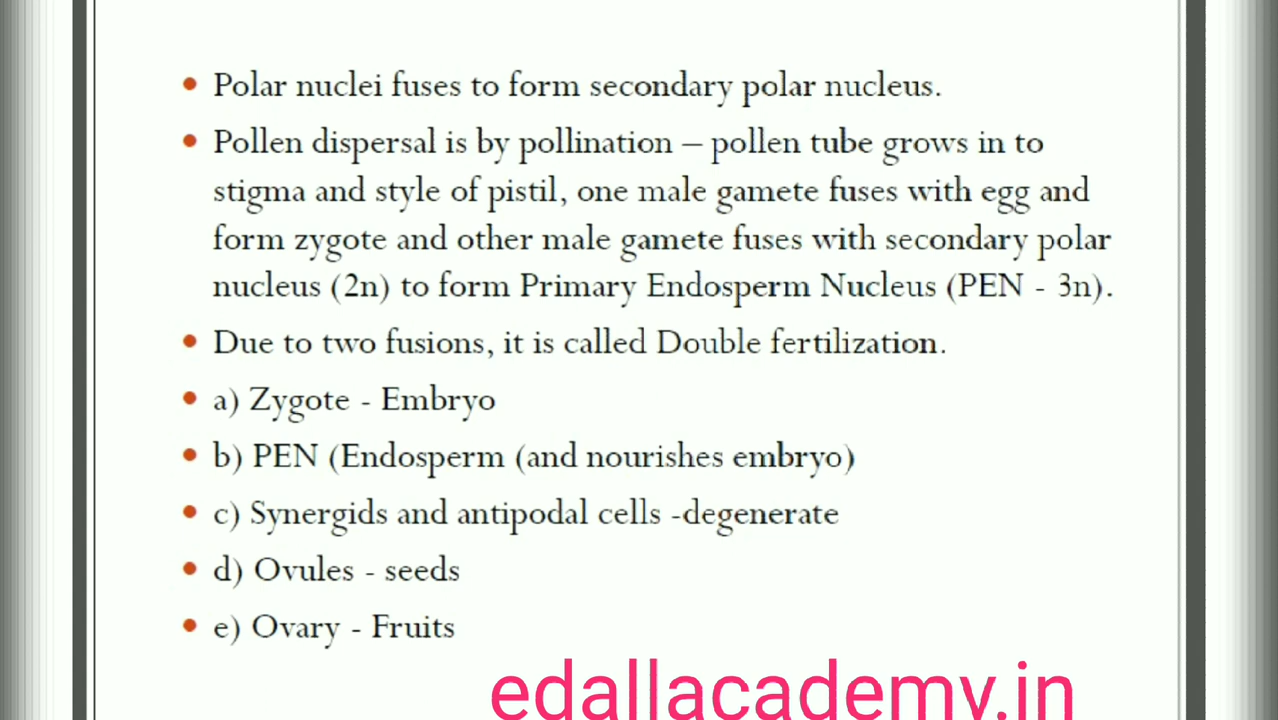 • Polar nuclei fuses to form secondary polar nucleus.
• Pollen dispersal is by pollination – pollen tube grows in to
stigma and style of pistil, one male gamete fuses with egg and
form zygote and other male gamete fuses with secondary polar
nucleus (2n) to form Primary Endosperm Nucleus (PEN - 3n).
• Due to two fusions, it is called Double fertilization.
• a) Zygote - Embryo
• b) PEN (Endosperm (and nourishes embryo)
• c) Synergids and antipodal cells -degenerate
• d) Ovules - seeds
• e) Ovary - Fruits
edallacademy.in